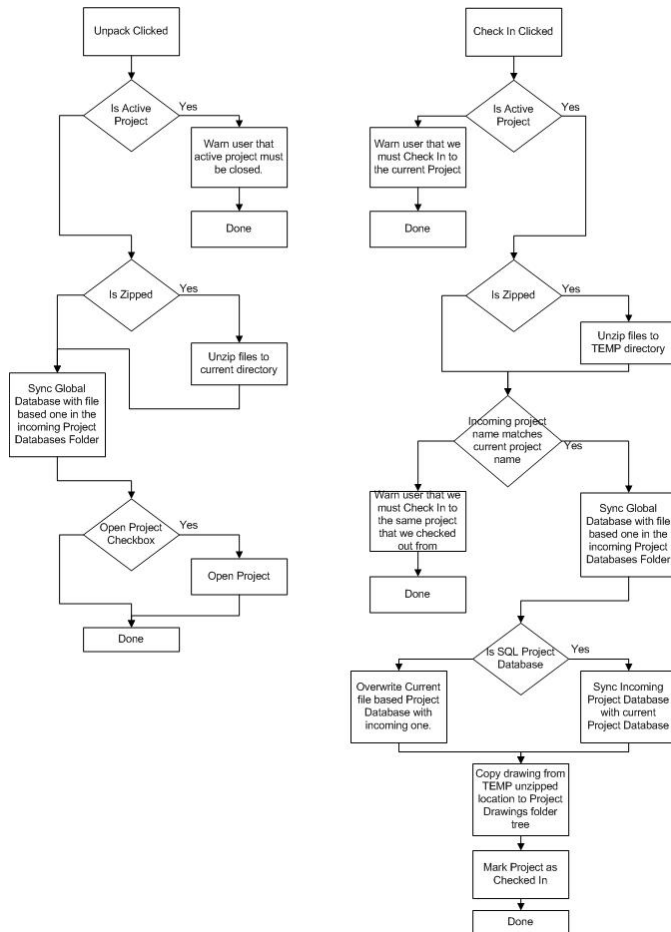 Unpack Clicked
Is Active
Project
Yes
Warn user that
active project must
be closed.
Done
Is Zipped
Yes
Unzip files to
current directory
Sync Global
Database with file
based one in the
incoming Project
Databases Folder
Open Project
Checkbox
Yes
Open Project
Done
Check In Clicked
Is Active
Project
Yes
Warn user that we
must Check In to
the current Project
Done
Is Zipped
Yes
Unzip files to
TEMP directory
Incoming project
name matches
current project
name
Yes
Warn user that we
must Check In to
the same project
that we checked
out from
Done
Sync Global
Database with file
based one in the
incoming Project
Databases Folder
Is SQL Project
Database
Yes
Overwrite Current
file based Project
Database with
incoming one.
Sync Incoming
Project Database
with current
Project Database
Copy drawing from
TEMP unzipped
location to Project
Drawings folder
tree
Mark Project as
Checked In
Done